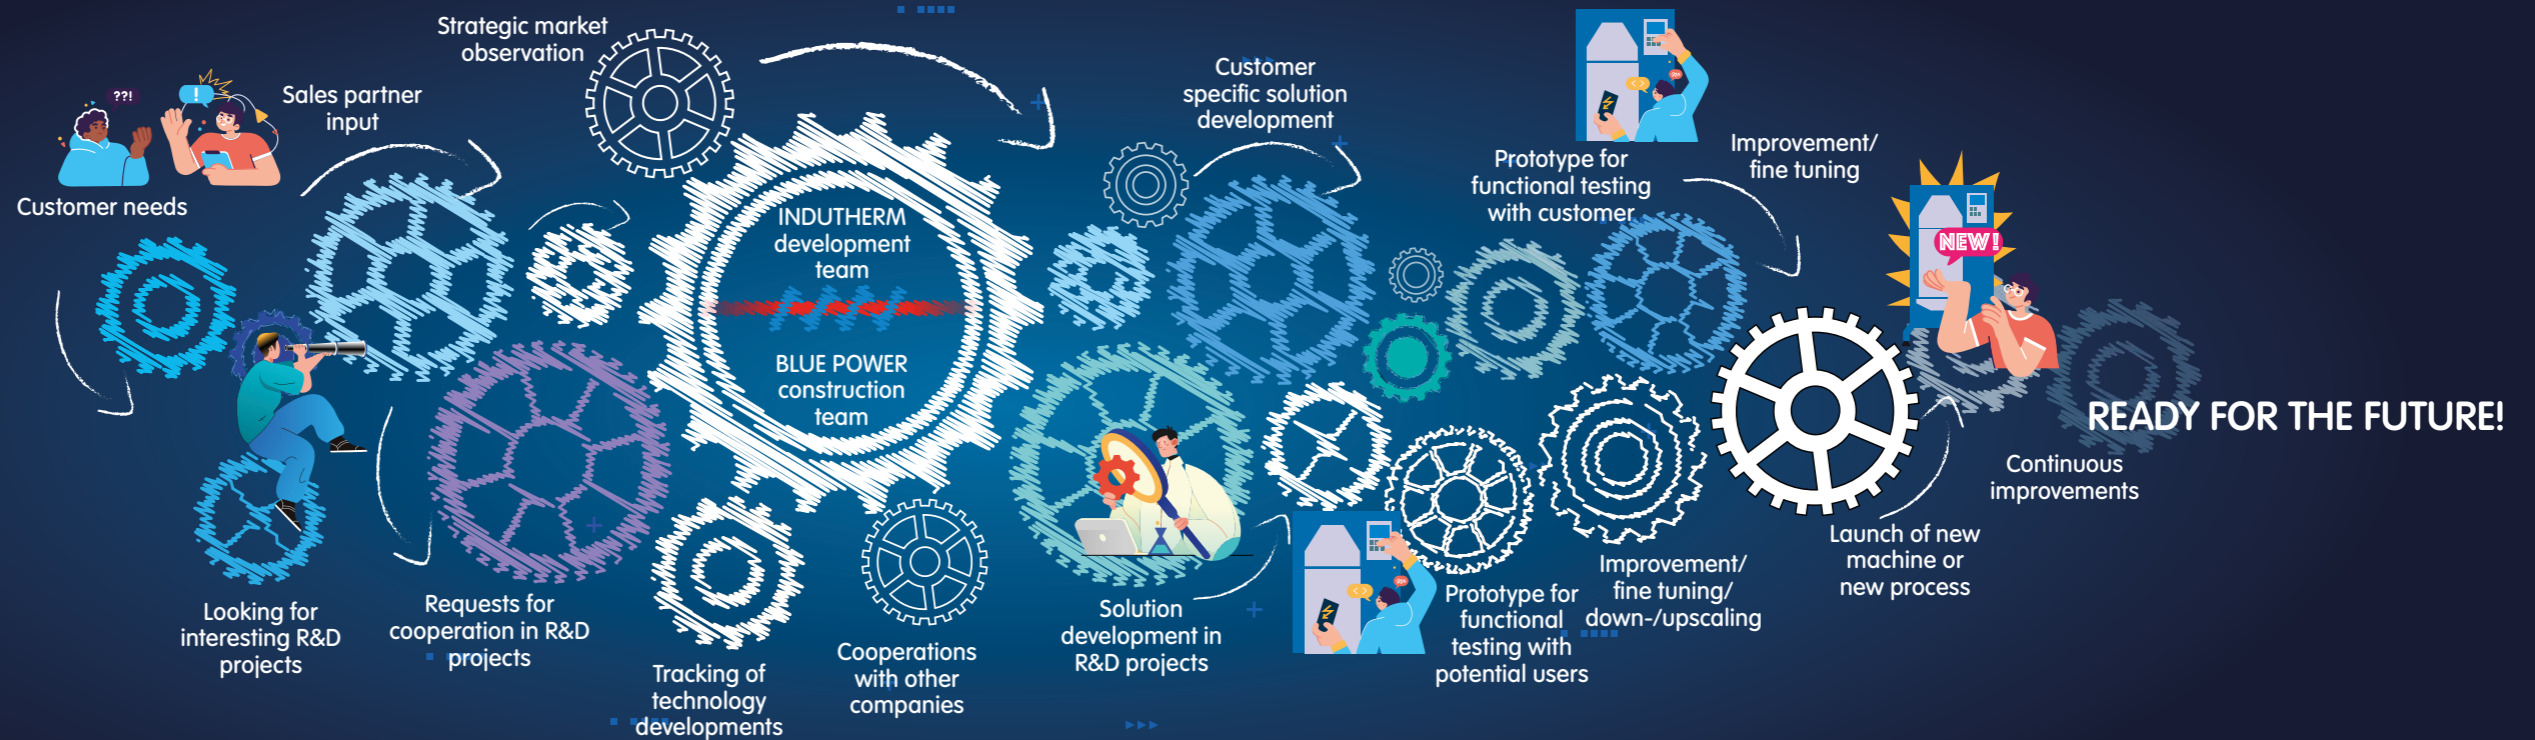 Strategic market
observation
??!
!
Sales partner
input
Customer needs
Looking for
interesting R&D
projects
Requests for
cooperation in R&D
projects
INDUTHERM
development
team
BLUE POWER
construction
team
Tracking of
technology
developments
Cooperations
with other
companies
Customer
specific solution
development
Solution
development in
R&D projects
Prototype for
functional testing
with customer
Improvement/
fine tuning
Prototype for
functional
testing with
potential users
Improvement/
fine tuning/
down-/upscaling
NEW!
Launch of new
machine or
new process
Continuous
improvements
READY FOR THE FUTURE!